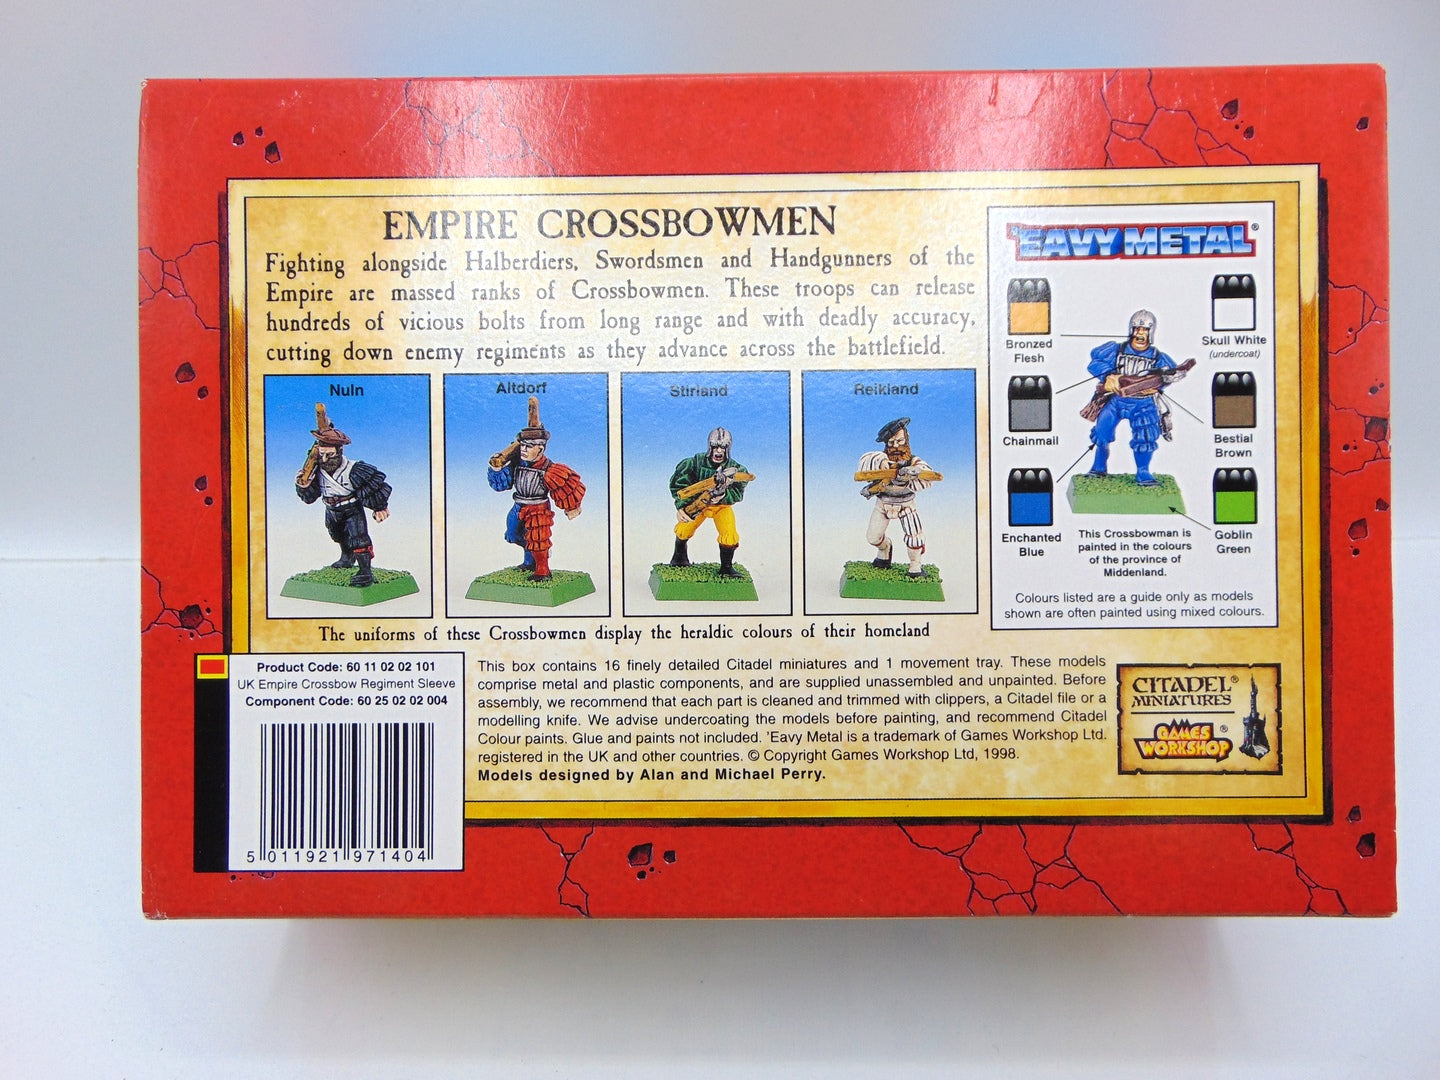 EMPIRE CROSSBOWMEN
Fighting alongside Halberdiers, Swordsmen and Handgunners of the
Empire are massed ranks of Crossbowmen. These troops can release
hundreds of vicious bolts from long range and with deadly accuracy,
cutting down enemy regiments as they advance across the battlefield.
Nuln
Altdorf
Stirland
Reikland
The uniforms of these Crossbowmen display the heraldic colours of their homeland
'EAVY METAL®
Bronzed
Flesh
Skull White
(undercoat)
Chainmail
Bestial
Brown
Enchanted
Blue
Goblin
Green
This Crossbowman is
painted in the colours
of the province of
Middenland.
Colours listed are a guide only as models
shown are often painted using mixed colours.
Product Code: 60 11 02 02 101
UK Empire Crossbow Regiment Sleeve
Component Code: 60 25 02 02 004
5 011921 971404
This box contains 16 finely detailed Citadel miniatures and 1 movement tray. These models
comprise metal and plastic components, and are supplied unassembled and unpainted. Before
assembly, we recommend that each part is cleaned and trimmed with clippers, a Citadel file or a
modelling knife. We advise undercoating the models before painting, and recommend Citadel
Colour paints. Glue and paints not included. 'Eavy Metal is a trademark of Games Workshop Ltd.
registered in the UK and other countries. © Copyright Games Workshop Ltd, 1998.
Models designed by Alan and Michael Perry.
CITADEL®
MINIATURES
GAMES
WORKSHOP®